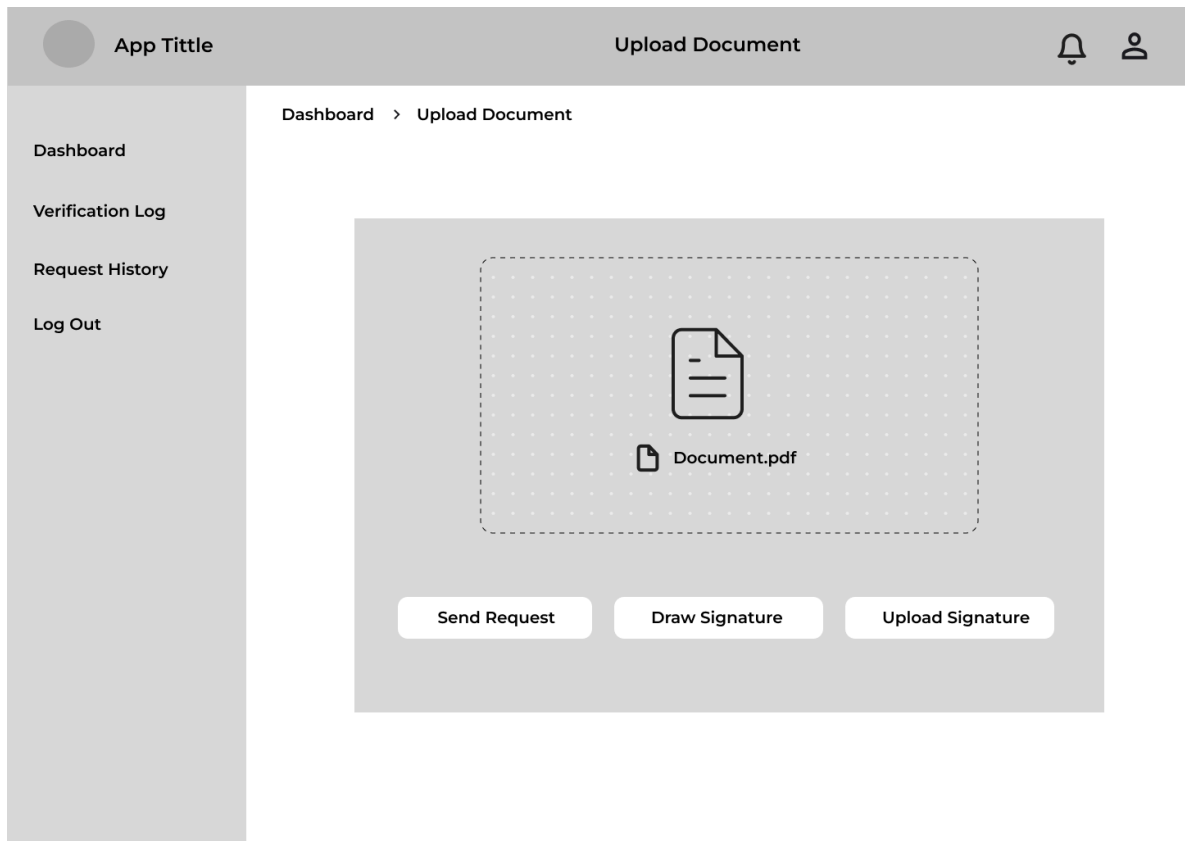 App Tittle
Upload Document
Dashboard > Upload Document
Dashboard
Verification Log
Request History
Log Out
Document.pdf
Send Request
Draw Signature
Upload Signature